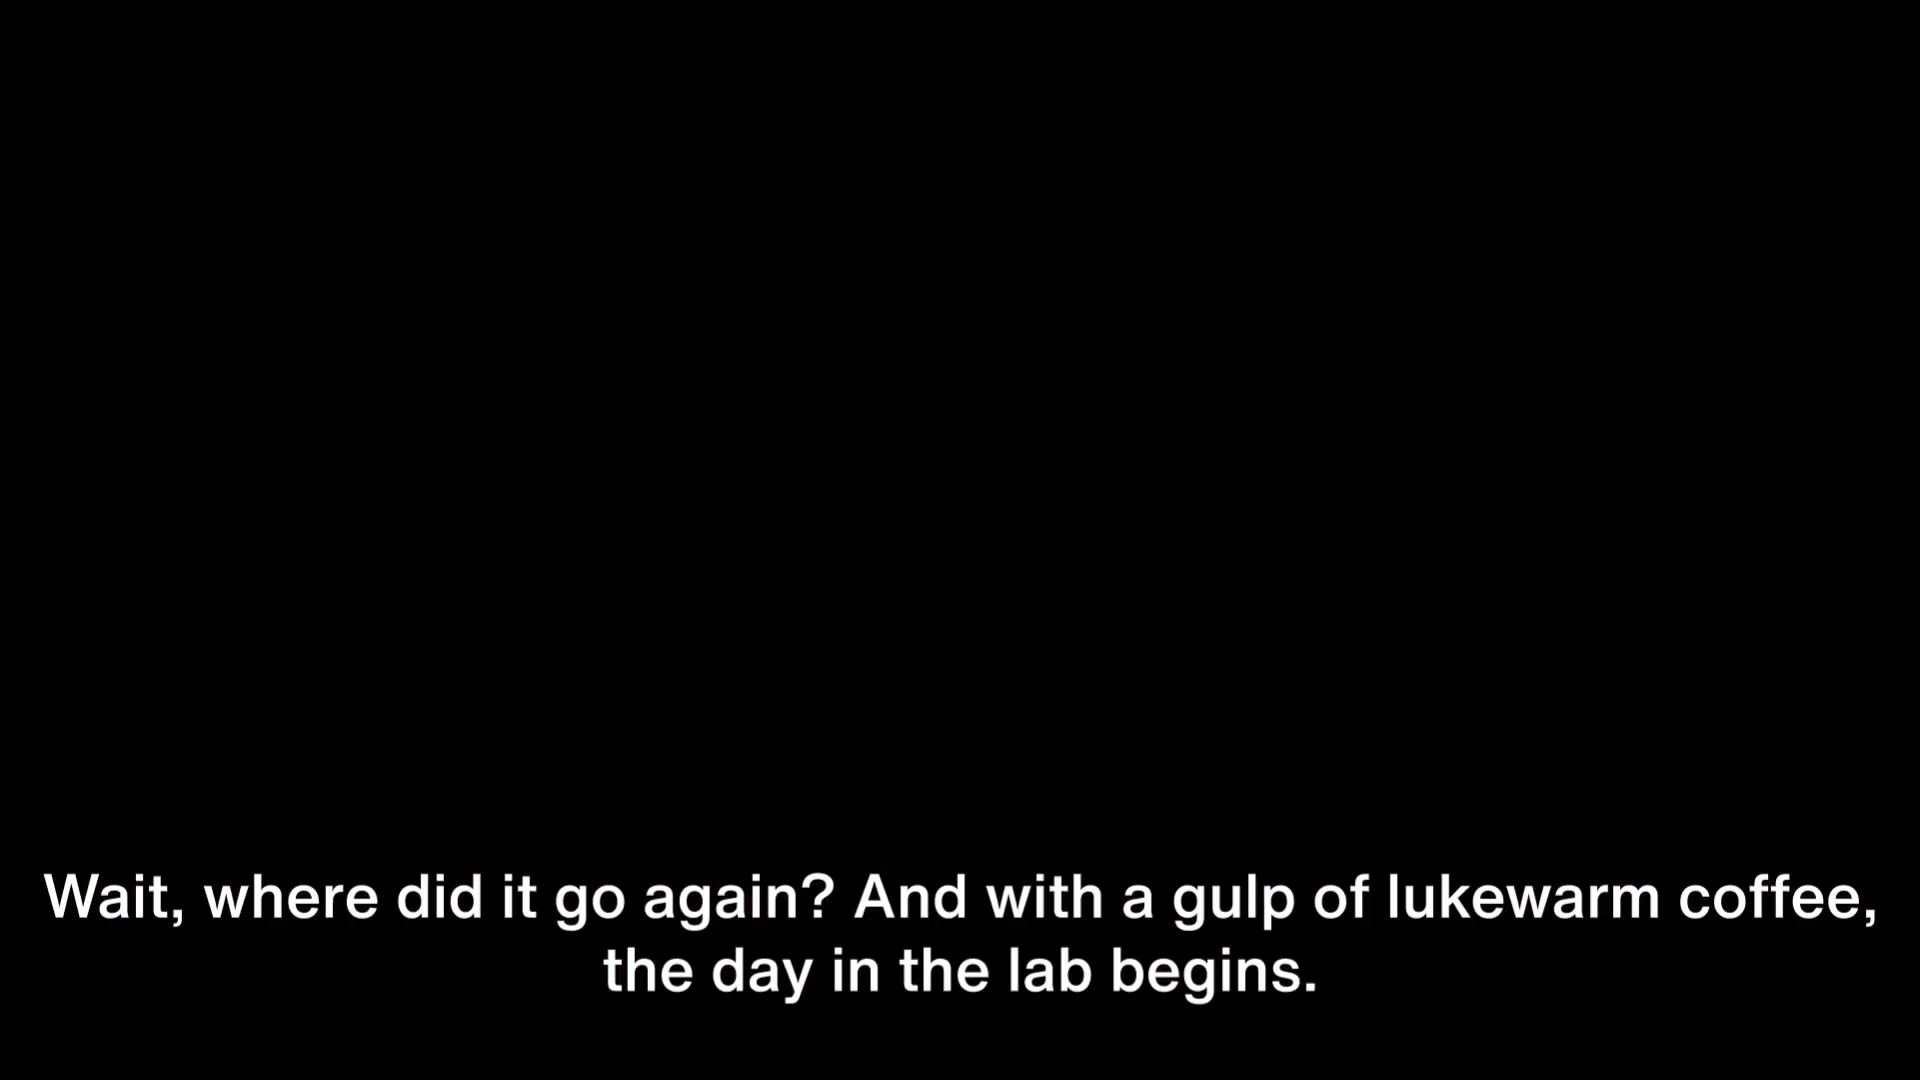 Wait, where did it go again? And with a gulp of lukewarm coffee,
the day in the lab begins.